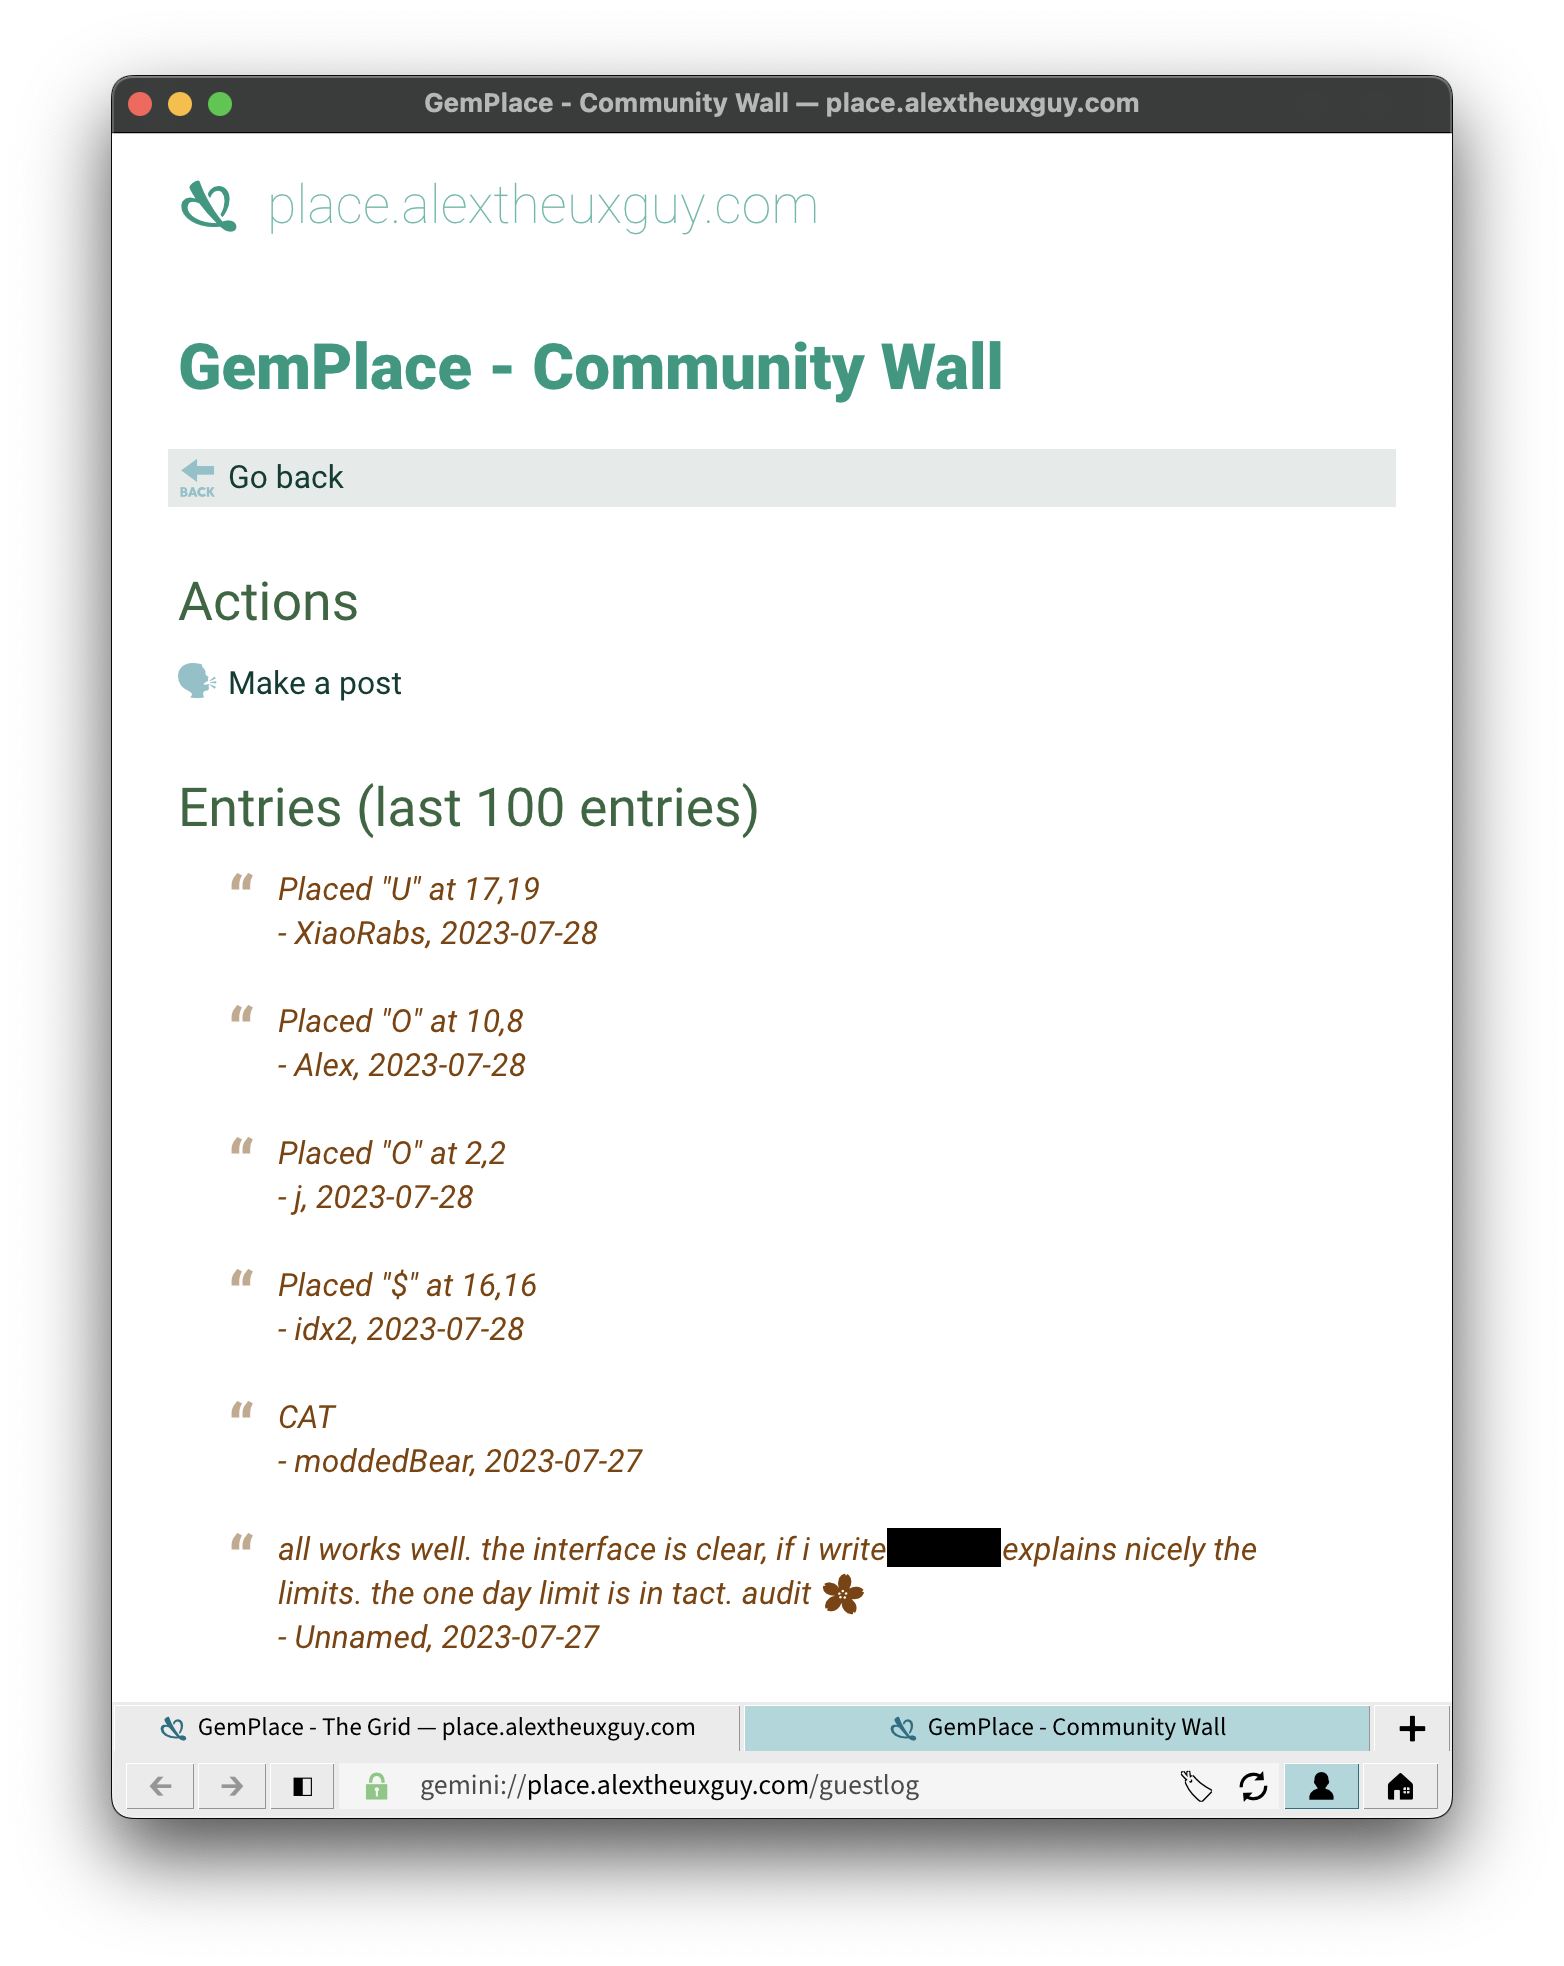 GemPlace - Community Wall — place.alextheuxguy.com
place.alextheuxguy.com
GemPlace - Community Wall
BACK Go back
Actions
Make a post
Entries (last 100 entries)
Placed "U" at 17,19
- XiaoRabs, 2023-07-28
Placed "O" at 10,8
- Alex, 2023-07-28
Placed "O" at 2,2
- j, 2023-07-28
Placed "$" at 16,16
- idx2, 2023-07-28
CAT
- moddedBear, 2023-07-27
all works well. the interface is clear, if i write explains nicely the
limits. the one day limit is in tact. audit
- Unnamed, 2023-07-27
GemPlace - The Grid — place.alextheuxguy.com GemPlace - Community Wall
gemini://place.alextheuxguy.com/guestlog